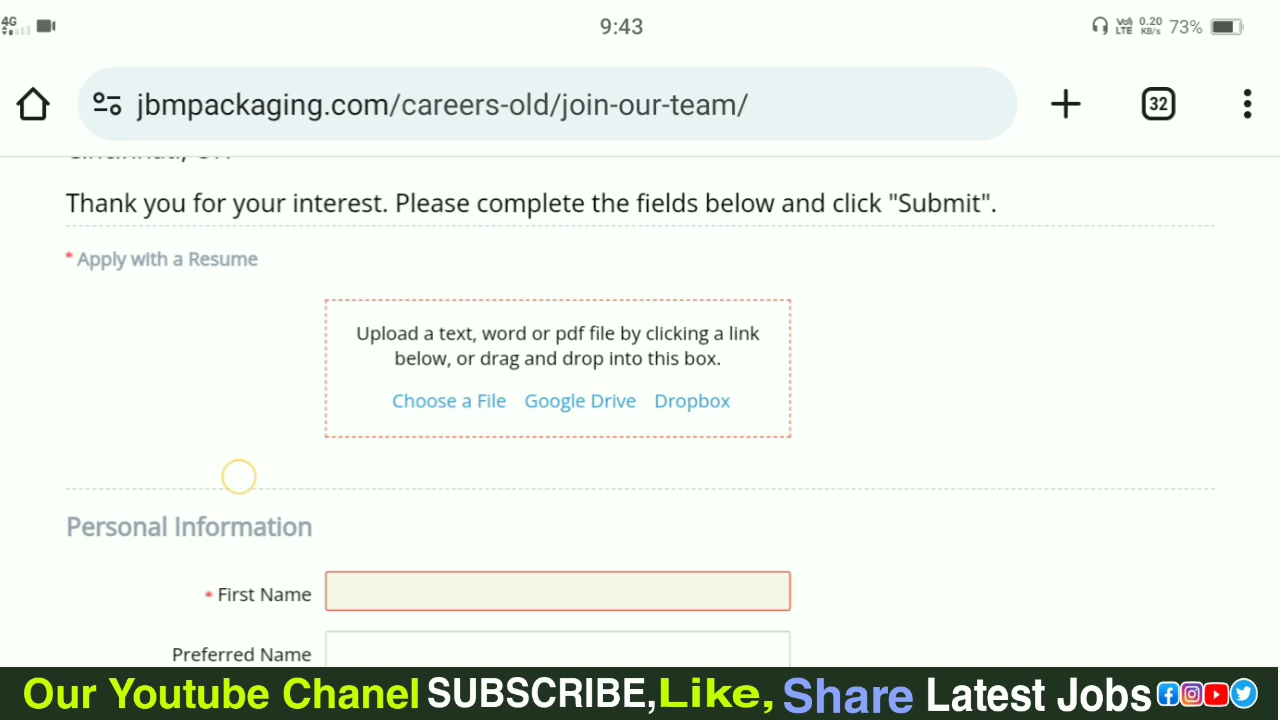 4G 9:43 Vo) LTE 0.20 KB/s 73%
jbmpackaging.com/careers-old/join-our-team/ 32
Thank you for your interest. Please complete the fields below and click "Submit".
* Apply with a Resume
Upload a text, word or pdf file by clicking a link
below, or drag and drop into this box.
Choose a File Google Drive Dropbox
Personal Information
* First Name
Preferred Name
Our Youtube Chanel SUBSCRIBE, Like, Share Latest Jobs